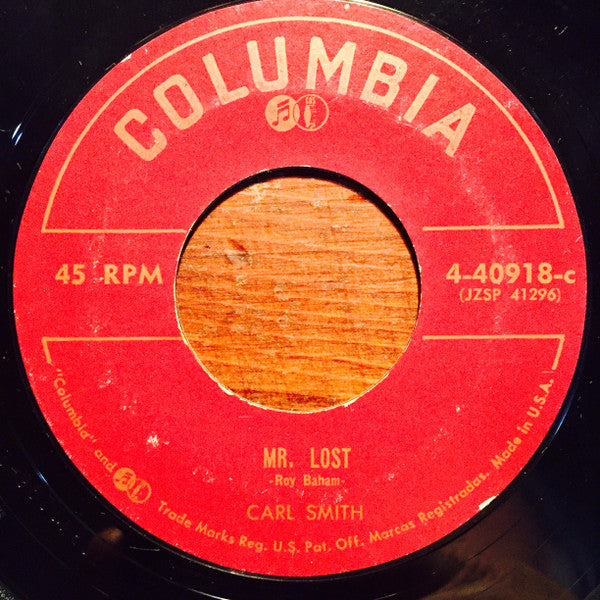 COLUMBIA
45 RPM
4-40918-c
(JZSP 41296)
MR. LOST
-Roy Baham-
CARL SMITH
"Columbia" and Trade Marks Reg. U.S. Pat. Off. Marcas Registradas. Made in U.S.A.